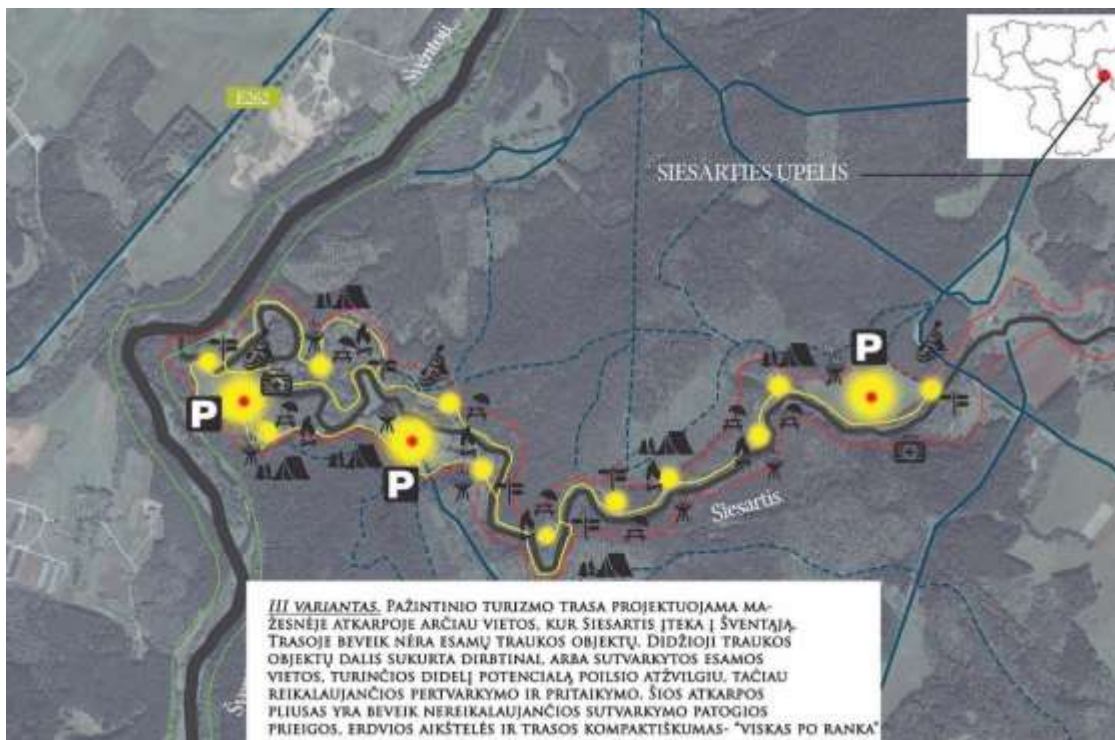 Šventoji.
E262
SIESARTIES UPELIS
P
P
P
Siesartis.
III VARIANTAS. PAŽINTINIO TURIZMO TRASA PROJEKTUOJAMA MA-
ŽESNĖJE ATKARPOJE ARČIAU VIETOS, KUR SIESARTIS ĮTEKA Į ŠVENTĄJĄ.
TRASOJE BEVEIK NĖRA ESAMŲ TRAUKOS OBJEKTŲ. DIDŽIOJI TRAUKOS
OBJEKTŲ DALIS SUKURTA DIRBTINAI, ARBA SUTVARKYTOS ESAMOS
VIETOS, TURINČIOS DIDELĮ POTENCIALĄ POILSIO ATŽVILGIU, TAČIAU
REIKALAUJANČIOS PERTVARKYMO IR PRITAIKYMO. ŠIOS ATKARPOS
PLIUSAS YRA BEVEIK NEREIKALAUJANČIOS SUTVARKYMO PATOGIOS
PRIEIGOS, ERDVIOS AIKŠTELĖS IR TRASOS KOMPAKTIŠKUMAS- "VISKAS PO RANKA"